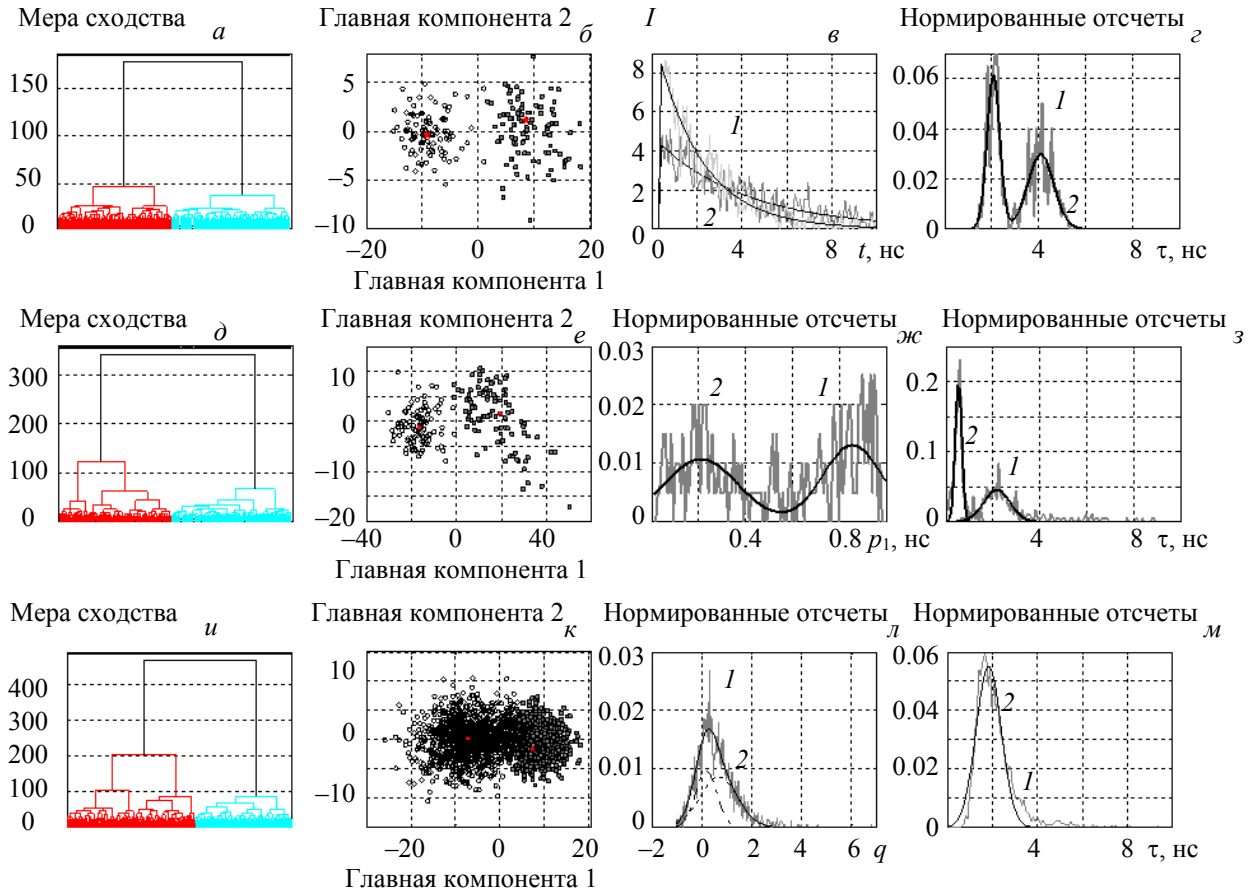 Мера сходства
а
150
100
50
0
Главная компонента 2
б
5
0
–5
–10
–20
0
20
Главная компонента 1
I
в
8
6
4
2
0
1
2
0
4
8
t, нс
Нормированные отсчеты
г
0.06
0.04
0.02
0
1
2
4
8
τ, нс
Мера сходства
д
300
200
100
0
Главная компонента 2
е
10
0
–10
–20
–40
0
40
Главная компонента 1
Нормированные отсчеты
ж
0.03
0.02
0.01
0
2
1
0.4
0.8
p1, нс
Нормированные отсчеты
з
0.2
0.1
0
2
1
4
8
τ, нс
Мера сходства
и
400
300
200
100
0
Главная компонента 2
к
10
0
–10
–20
0
20
Главная компонента 1
Нормированные отсчеты
л
0.03
0.02
0.01
0
1
2
–2
0
2
4
6
q
Нормированные отсчеты
м
0.06
0.04
0.02
0
2
1
4
8
τ, нс